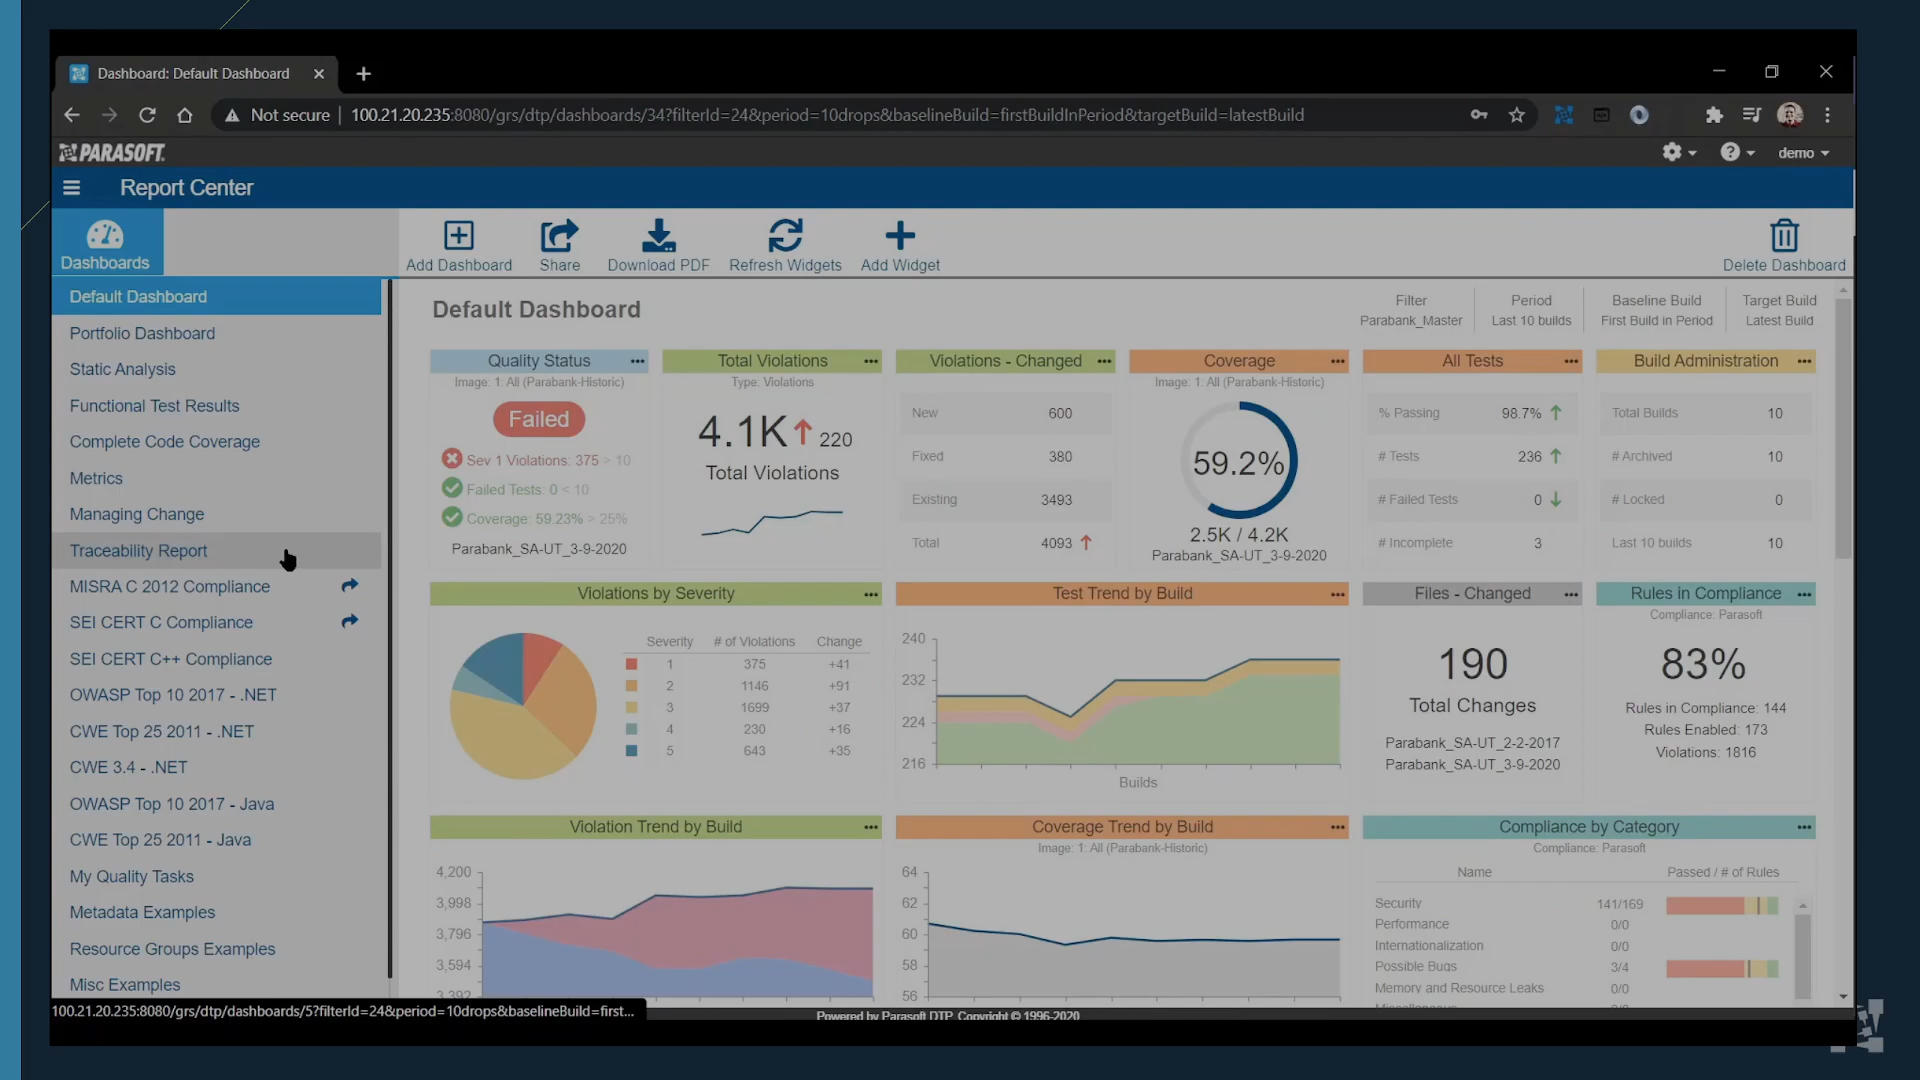 Dashboard: Default Dashboard
Not secure
100.21.20.235:8080/grs/dtp/dashboards/34?filterId=24&period=10drops&baselineBuild=firstBuildInPeriod&targetBuild=latestBuild
PARASOFT
demo
Report Center
Dashboards
Add Dashboard
Share
Download PDF
Refresh Widgets
Add Widget
Delete Dashboard
Default Dashboard
Portfolio Dashboard
Static Analysis
Functional Test Results
Complete Code Coverage
Metrics
Managing Change
Traceability Report
MISRA C 2012 Compliance
SEI CERT C Compliance
SEI CERT C++ Compliance
OWASP Top 10 2017 - .NET
CWE Top 25 2011 - .NET
CWE 3.4 - .NET
OWASP Top 10 2017 - Java
CWE Top 25 2011 - Java
My Quality Tasks
Metadata Examples
Resource Groups Examples
Misc Examples
100.21.20.235:8080/grs/dtp/dashboards/5?filterId=24&period=10drops&baselineBuild=first...
Default Dashboard
Filter
Parabank_Master
Period
Last 10 builds
Baseline Build
First Build in Period
Target Build
Latest Build
Quality Status
Image: 1: All (Parabank-Historic)
Failed
Sev 1 Violations: 375 > 10
Failed Tests: 0 < 10
Coverage: 59.23% > 25%
Parabank_SA-UT_3-9-2020
Total Violations
Type: Violations
4.1K 220
Total Violations
Violations - Changed
New 600
Fixed 380
Existing 3493
Total 4093
Coverage
Image: 1: All (Parabank-Historic)
59.2%
2.5K / 4.2K
Parabank_SA-UT_3-9-2020
All Tests
% Passing 98.7%
# Tests 236
# Failed Tests 0
# Incomplete 3
Build Administration
Total Builds 10
# Archived 10
# Locked 0
Last 10 builds 10
Violations by Severity
Severity # of Violations Change
1 375 +41
2 1146 +91
3 1699 +37
4 230 +16
5 643 +35
Test Trend by Build
240
232
224
216
Builds
Files - Changed
190
Total Changes
Parabank_SA-UT_2-2-2017
Parabank_SA-UT_3-9-2020
Rules in Compliance
Compliance: Parasoft
83%
Rules in Compliance: 144
Rules Enabled: 173
Violations: 1816
Violation Trend by Build
4,200
3,998
3,796
3,594
3,392
Coverage Trend by Build
Image: 1: All (Parabank-Historic)
64
62
60
58
56
Compliance by Category
Compliance: Parasoft
Name Passed / # of Rules
Security 141/169
Performance 0/0
Internationalization 0/0
Possible Bugs 3/4
Memory and Resource Leaks 0/0
Powered by Parasoft DTP. Copyright © 1996-2020